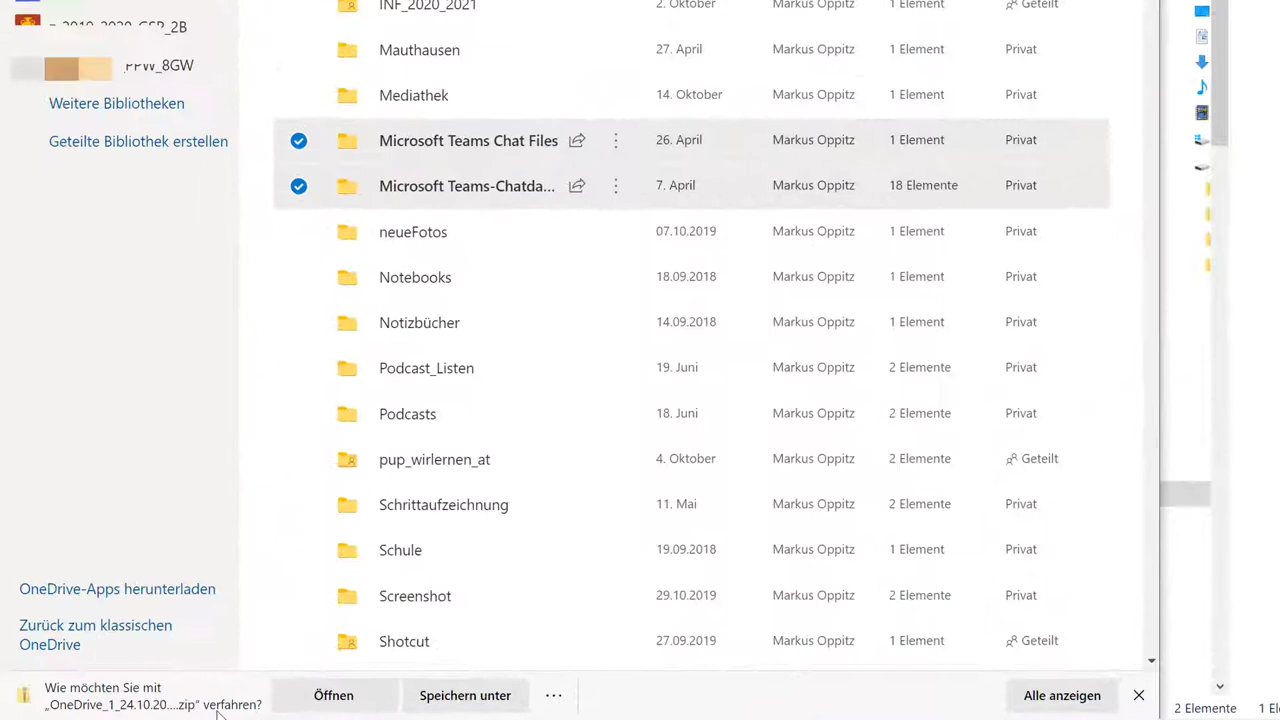 INF_2020_2021 2. Oktober Markus Oppitz 1 Element Geteilt
2019_2020_GSP_2B
Mauthausen 27. April Markus Oppitz 1 Element Privat
PPW_8GW
Mediathek 14. Oktober Markus Oppitz 1 Element Privat
Weitere Bibliotheken
Microsoft Teams Chat Files 26. April Markus Oppitz 1 Element Privat
Geteilte Bibliothek erstellen
Microsoft Teams-Chatda... 7. April Markus Oppitz 18 Elemente Privat
neueFotos 07.10.2019 Markus Oppitz 1 Element Privat
Notebooks 18.09.2018 Markus Oppitz 1 Element Privat
Notizbücher 14.09.2018 Markus Oppitz 1 Element Privat
Podcast_Listen 19. Juni Markus Oppitz 2 Elemente Privat
Podcasts 18. Juni Markus Oppitz 2 Elemente Privat
pup_wirlernen_at 4. Oktober Markus Oppitz 2 Elemente Geteilt
Schrittaufzeichnung 11. Mai Markus Oppitz 2 Elemente Privat
Schule 19.09.2018 Markus Oppitz 1 Element Privat
OneDrive-Apps herunterladen
Screenshot 29.10.2019 Markus Oppitz 2 Elemente Privat
Zurück zum klassischen
OneDrive
Shotcut 27.09.2019 Markus Oppitz 1 Element Geteilt
Wie möchten Sie mit
„OneDrive_1_24.10.20....zip" verfahren?
Öffnen Speichern unter ... Alle anzeigen
2 Elemente 1 El